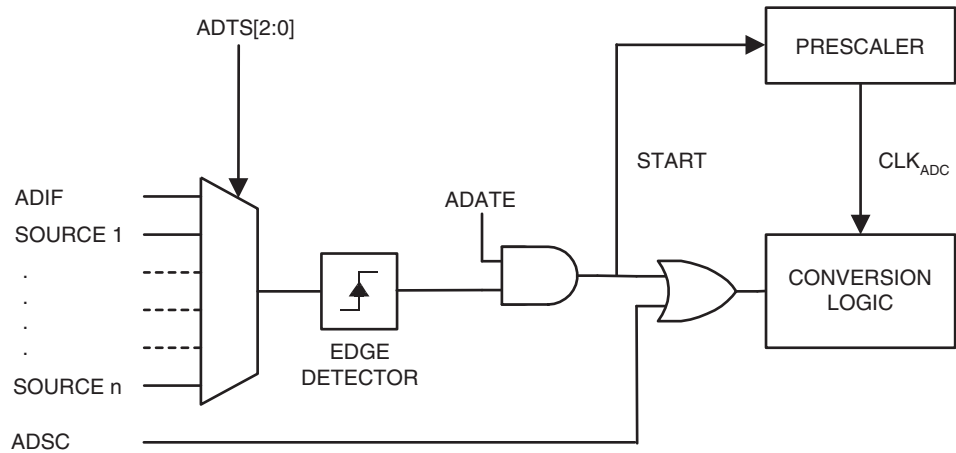 ADTS[2:0]
PRESCALER
START
CLKADC
ADIF
ADATE
SOURCE 1
.
.
.
.
CONVERSION
LOGIC
EDGE
DETECTOR
SOURCE n
ADSC